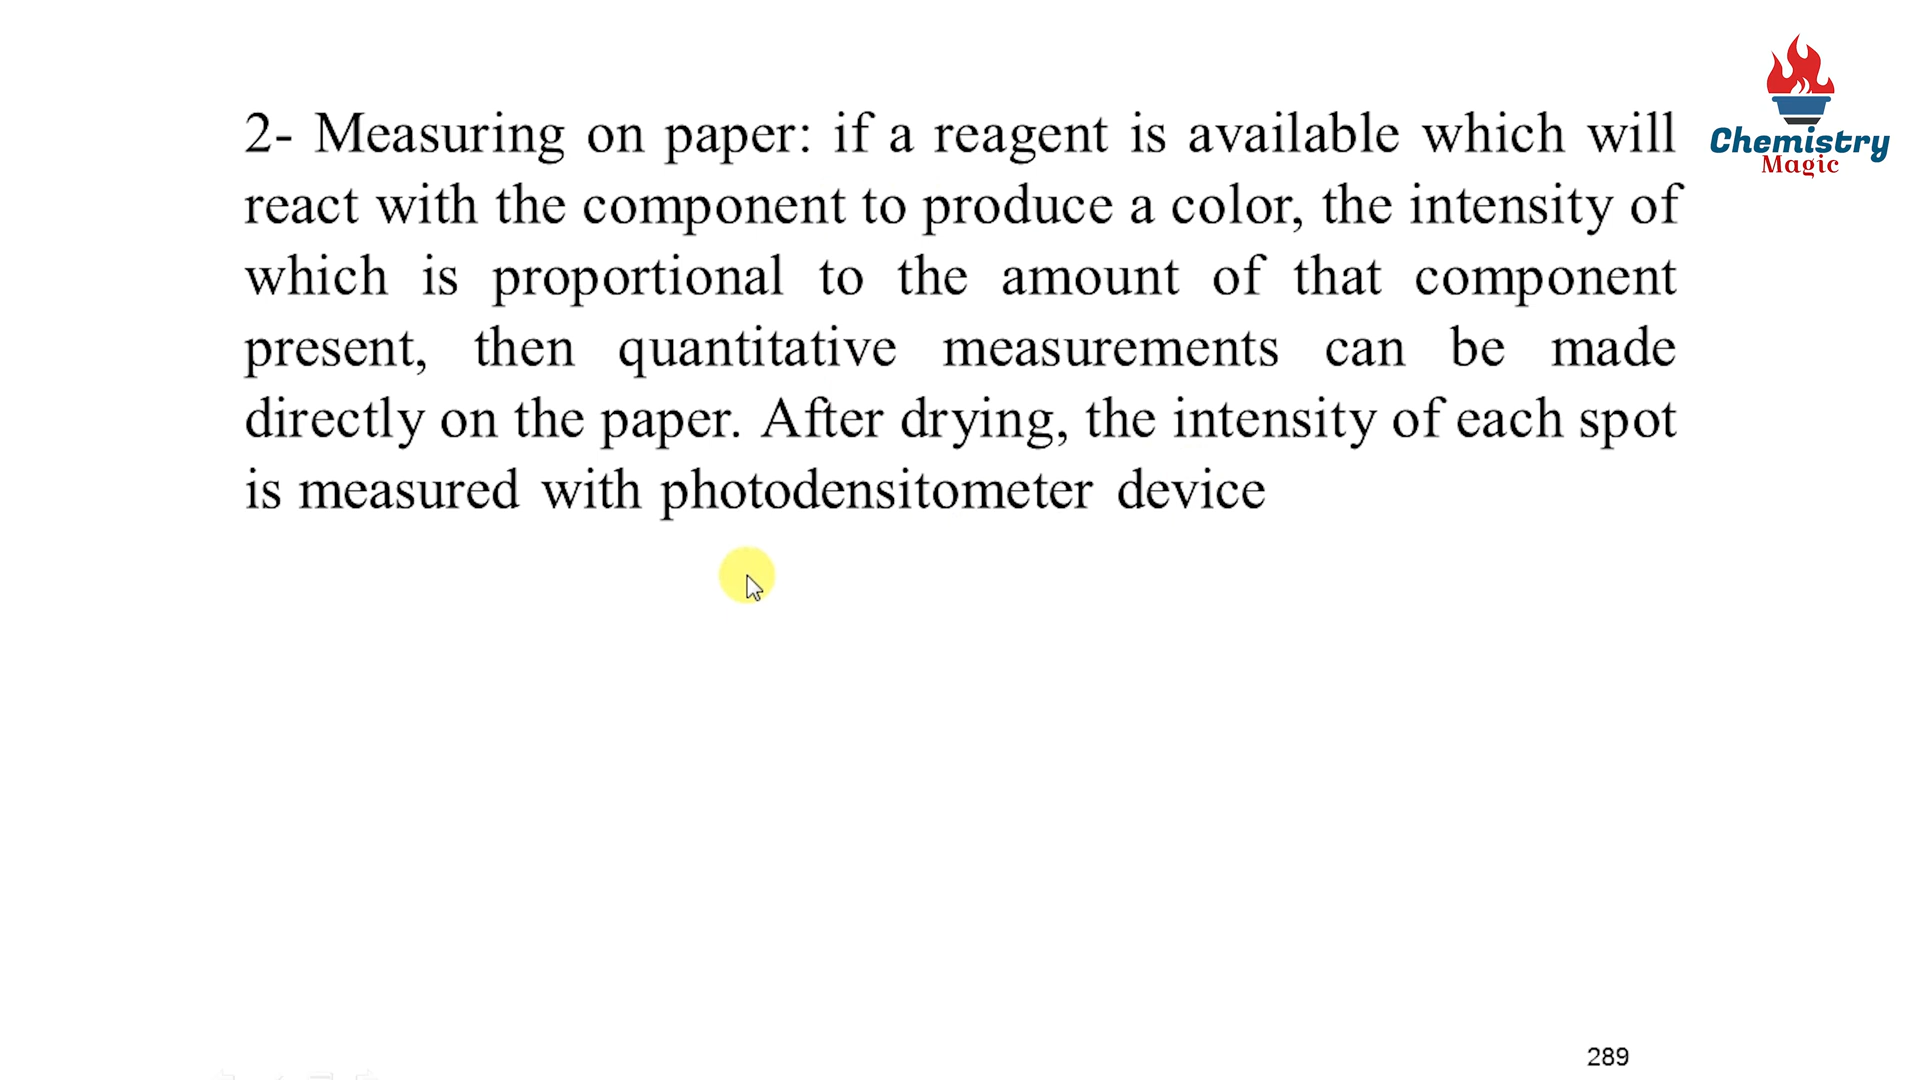 2- Measuring on paper: if a reagent is available which will
react with the component to produce a color, the intensity of
which is proportional to the amount of that component
present, then quantitative measurements can be made
directly on the paper. After drying, the intensity of each spot
is measured with photodensitometer device
Chemistry
Magic
289